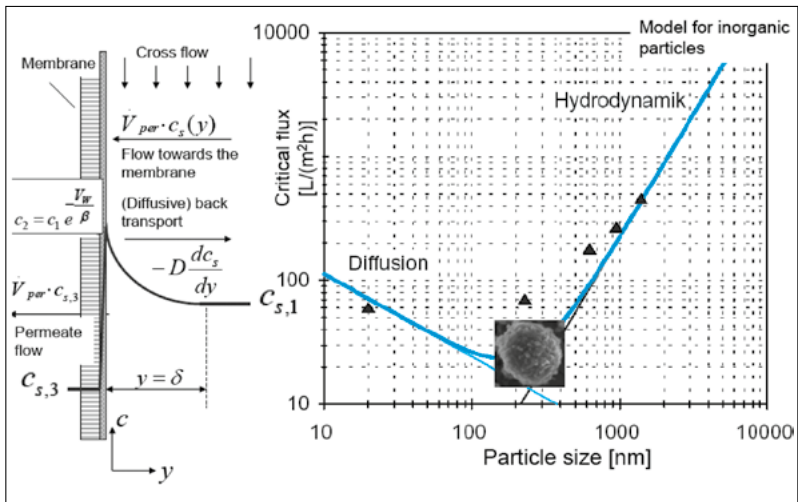 Cross flow
Membrane
V̇per · cs(y)
Flow towards the
membrane
(Diffusive) back
transport
c2 = c1 e -VW/β
-D dcs/dy
cs,1
V̇per · cs,3
Permeate
flow
cs,3
y = δ
c
y
Model for inorganic
particles
Hydrodynamik
Diffusion
Critical flux
[L/(m²h)]
10000
100
10
10
100
1000
10000
Particle size [nm]